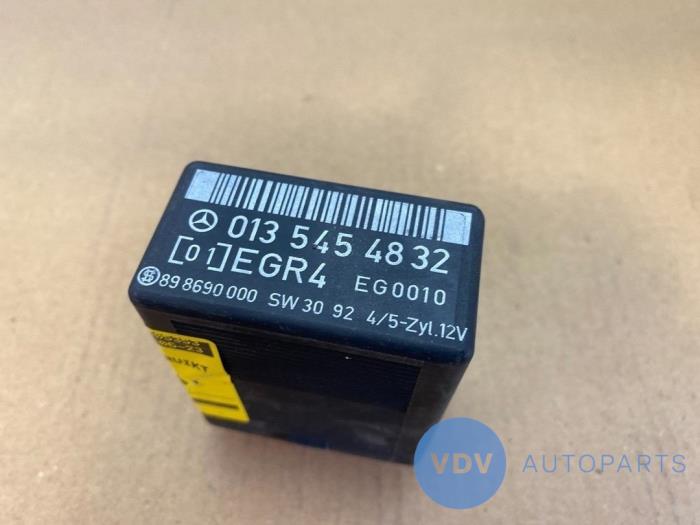 013 545 48 32
[01] EGR4 EG0010
89 8690 000 SW 30 92 4/5-Zyl.12V
VDV AUTOPARTS